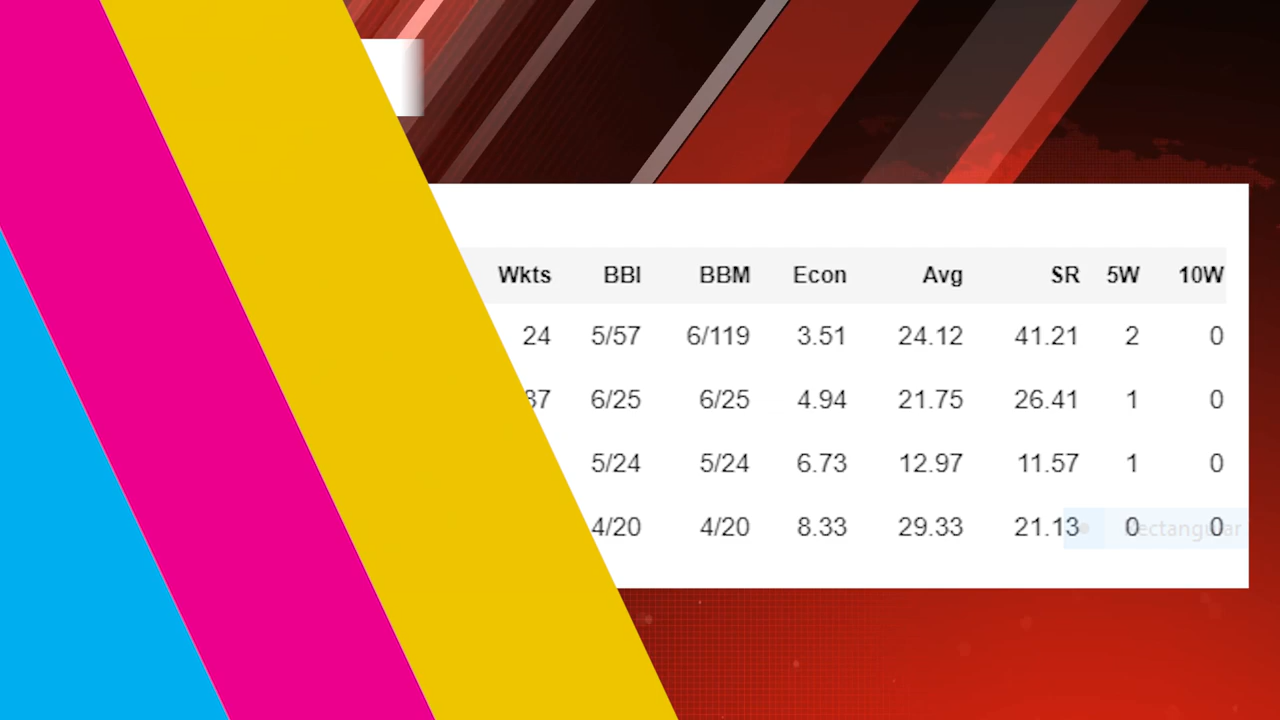 Wkts BBI BBM Econ Avg SR 5W 10W
24 5/57 6/119 3.51 24.12 41.21 2 0
37 6/25 6/25 4.94 21.75 26.41 1 0
5/24 5/24 6.73 12.97 11.57 1 0
4/20 4/20 8.33 29.33 21.13 0 0
Rectangular